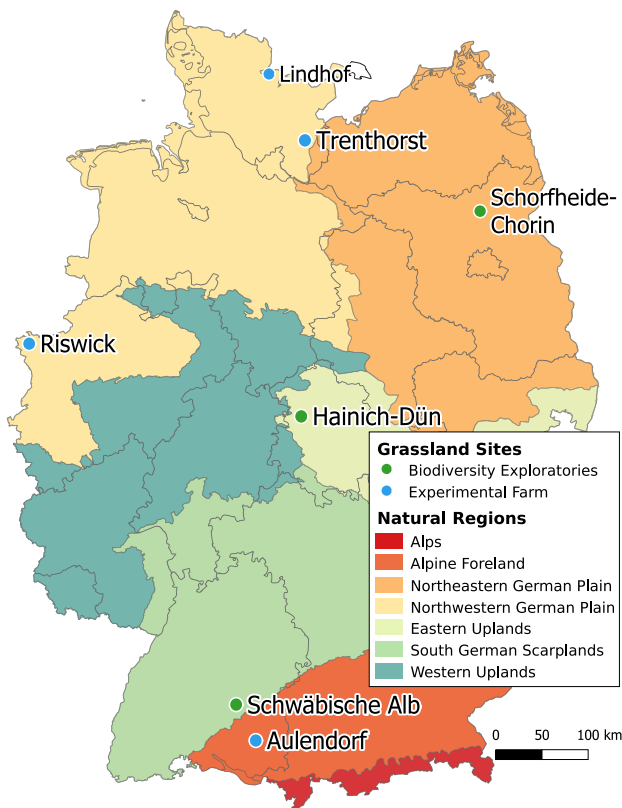 Lindhof
Trenthorst
Schorfheide-
Chorin
Riswick
Hainich-Dün
Grassland Sites
Biodiversity Exploratories
Experimental Farm
Natural Regions
Alps
Alpine Foreland
Northeastern German Plain
Northwestern German Plain
Eastern Uplands
South German Scarplands
Western Uplands
Schwäbische Alb
Aulendorf
0 50 100 km